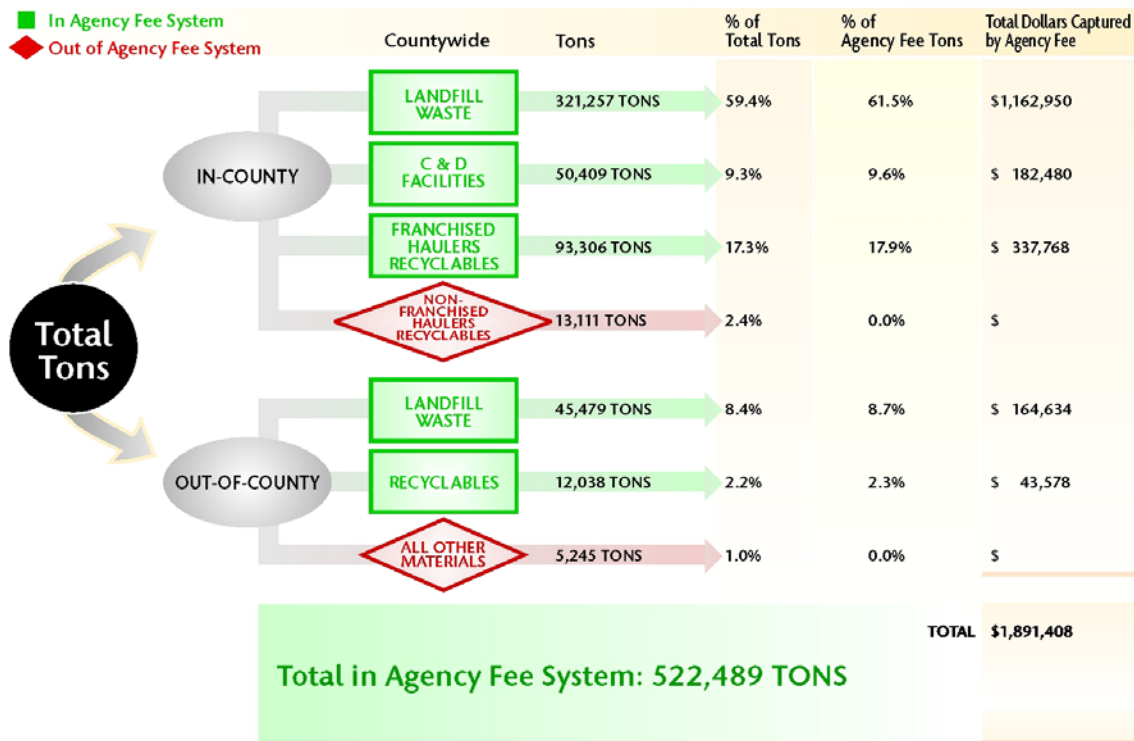 In Agency Fee System
Out of Agency Fee System
Countywide
Tons
% of
Total Tons
% of
Agency Fee Tons
Total Dollars Captured
by Agency Fee
Total
Tons
IN-COUNTY
LANDFILL
WASTE
321,257 TONS
59.4%
61.5%
$1,162,950
C & D
FACILITIES
50,409 TONS
9.3%
9.6%
$ 182,480
FRANCHISED
HAULERS
RECYCLABLES
93,306 TONS
17.3%
17.9%
$ 337,768
NON-
FRANCHISED
HAULERS
RECYCLABLES
13,111 TONS
2.4%
0.0%
$
OUT-OF-COUNTY
LANDFILL
WASTE
45,479 TONS
8.4%
8.7%
$ 164,634
RECYCLABLES
12,038 TONS
2.2%
2.3%
$ 43,578
ALL OTHER
MATERIALS
5,245 TONS
1.0%
0.0%
$
TOTAL $1,891,408
Total in Agency Fee System: 522,489 TONS